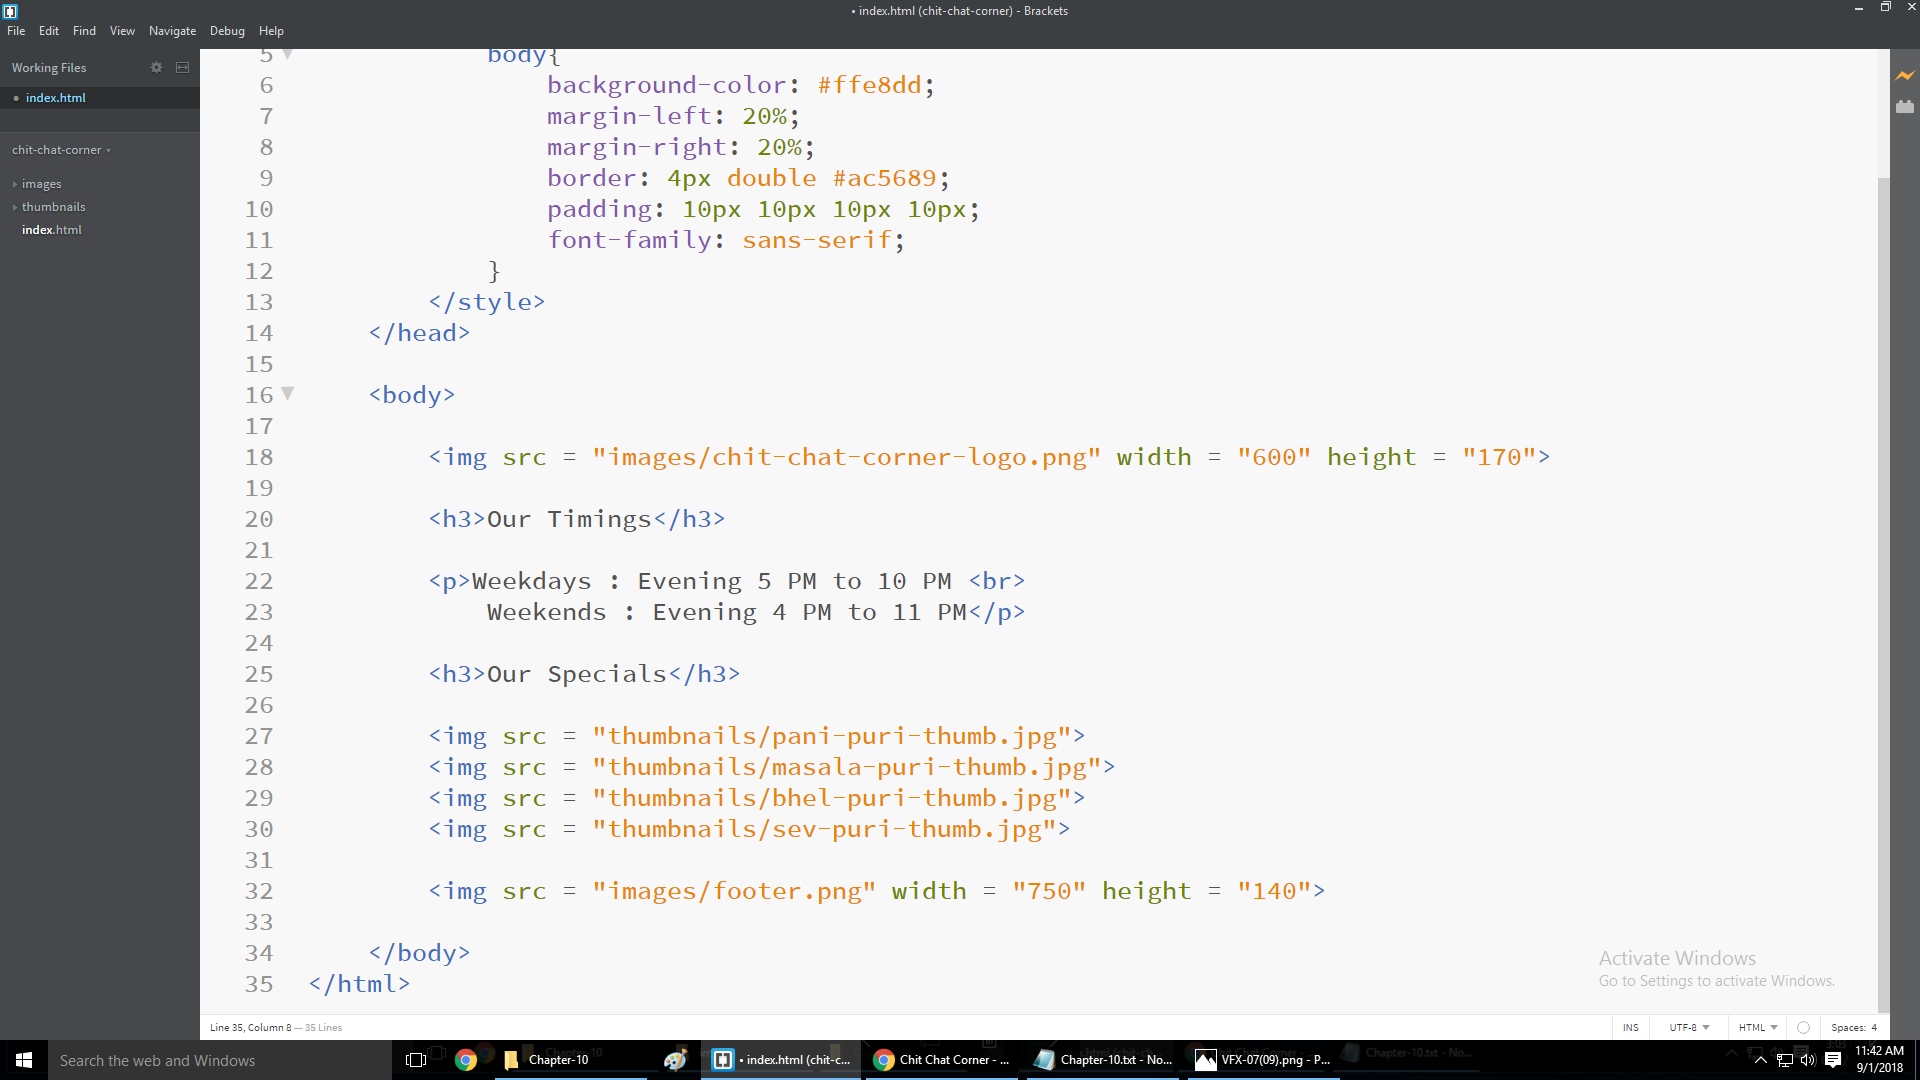 • index.html (chit-chat-corner) - Brackets
File Edit Find View Navigate Debug Help
Working Files
• index.html
chit-chat-corner
images
thumbnails
index.html
5 body{
6 background-color: #ffe8dd;
7 margin-left: 20%;
8 margin-right: 20%;
9 border: 4px double #ac5689;
10 padding: 10px 10px 10px 10px;
11 font-family: sans-serif;
12 }
13 </style>
14 </head>
15
16 <body>
17
18 <img src = "images/chit-chat-corner-logo.png" width = "600" height = "170">
19
20 <h3>Our Timings</h3>
21
22 <p>Weekdays : Evening 5 PM to 10 PM <br>
23 Weekends : Evening 4 PM to 11 PM</p>
24
25 <h3>Our Specials</h3>
26
27 <img src = "thumbnails/pani-puri-thumb.jpg">
28 <img src = "thumbnails/masala-puri-thumb.jpg">
29 <img src = "thumbnails/bhel-puri-thumb.jpg">
30 <img src = "thumbnails/sev-puri-thumb.jpg">
31
32 <img src = "images/footer.png" width = "750" height = "140">
33
34 </body>
35 </html>
Activate Windows
Go to Settings to activate Windows.
Line 35, Column 8 — 35 Lines
INS UTF-8 HTML Spaces: 4
Search the web and Windows
Chapter-10
• index.html (chit-c...
Chit Chat Corner - ...
Chapter-10.txt - No...
VFX-07(09).png - P...
11:42 AM
9/1/2018